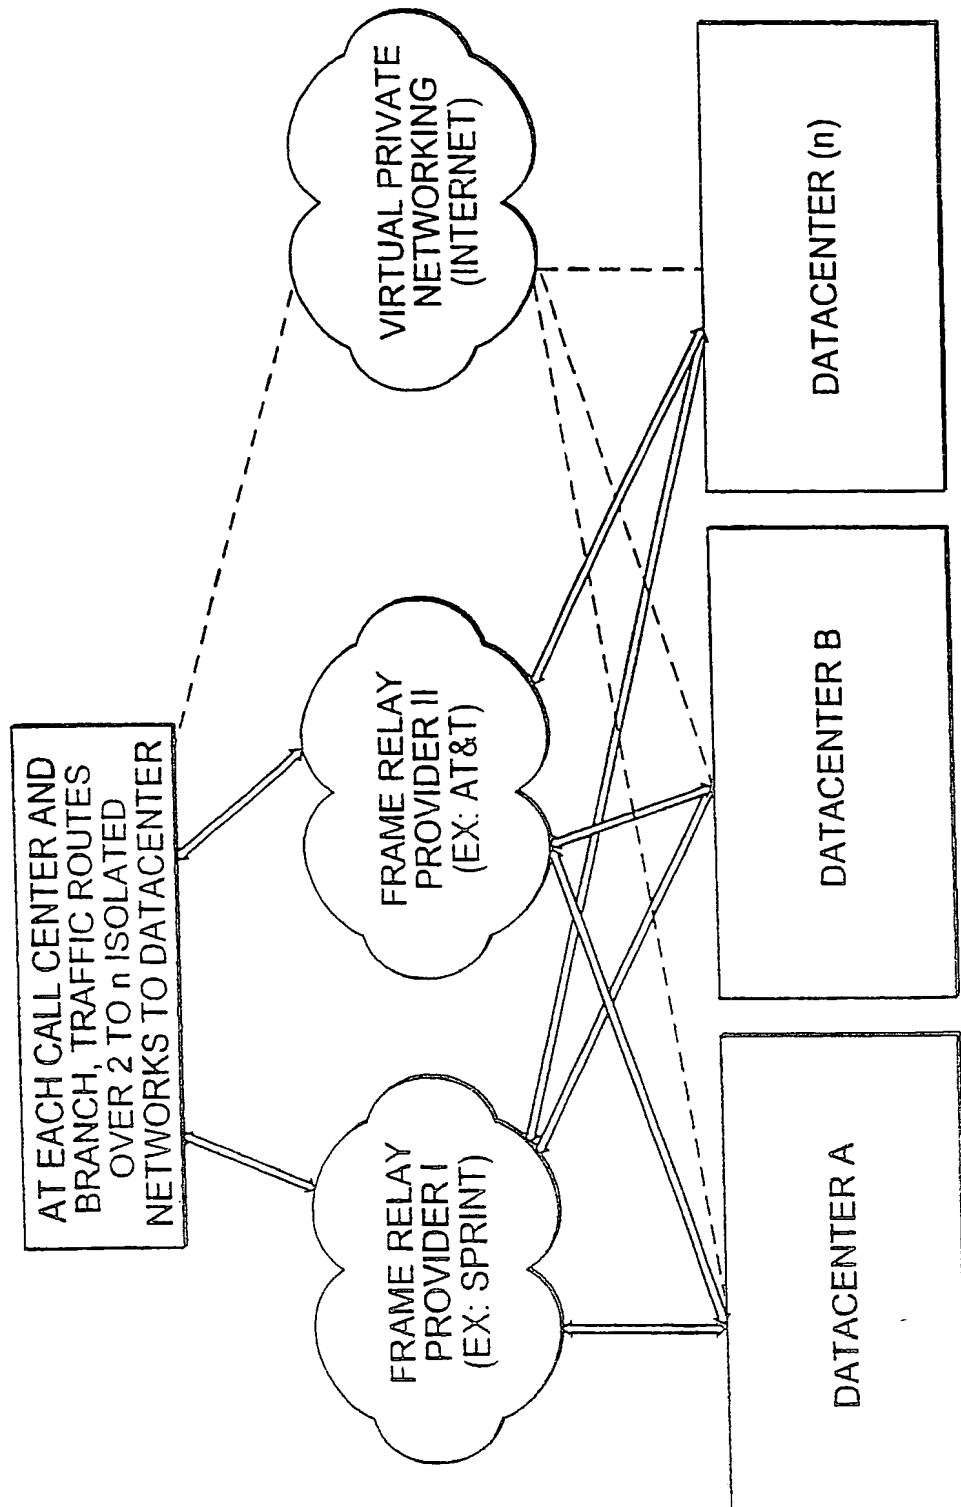 AT EACH CALL CENTER AND
BRANCH, TRAFFIC ROUTES
OVER 2 TO n ISOLATED
NETWORKS TO DATACENTER
FRAME RELAY
PROVIDER I
(EX: SPRINT)
FRAME RELAY
PROVIDER II
(EX: AT&T)
VIRTUAL PRIVATE
NETWORKING
(INTERNET)
DATACENTER A
DATACENTER B
DATACENTER (n)